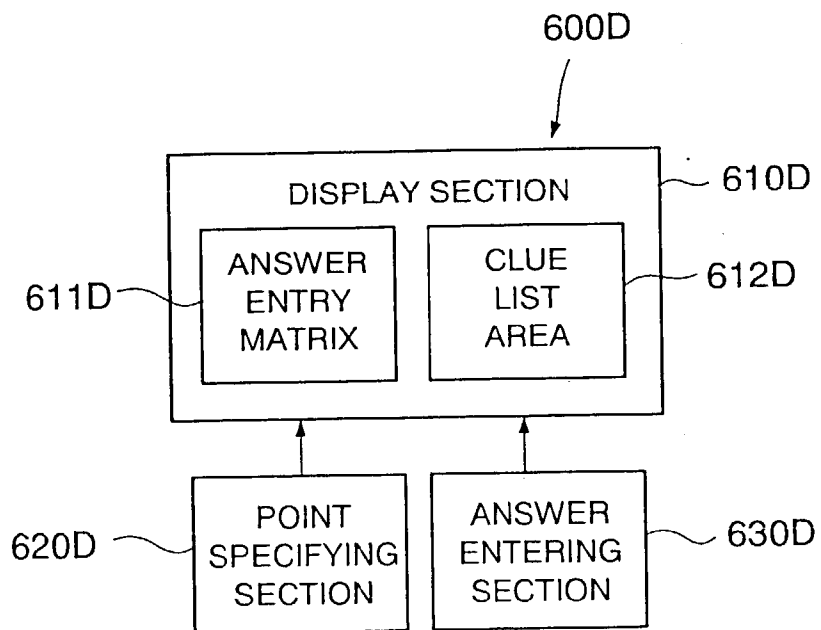 600D
DISPLAY SECTION
610D
ANSWER
ENTRY
MATRIX
CLUE
LIST
AREA
611D
612D
POINT
SPECIFYING
SECTION
ANSWER
ENTERING
SECTION
620D
630D